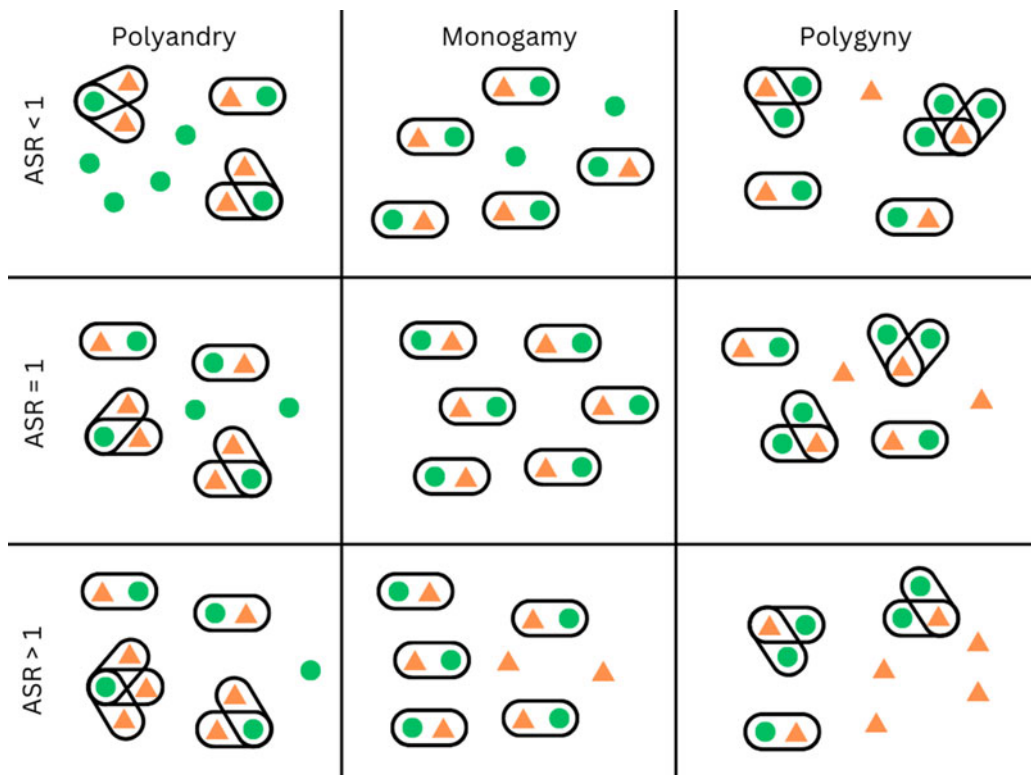 Polyandry
Monogamy
Polygyny
ASR < 1
ASR = 1
ASR > 1